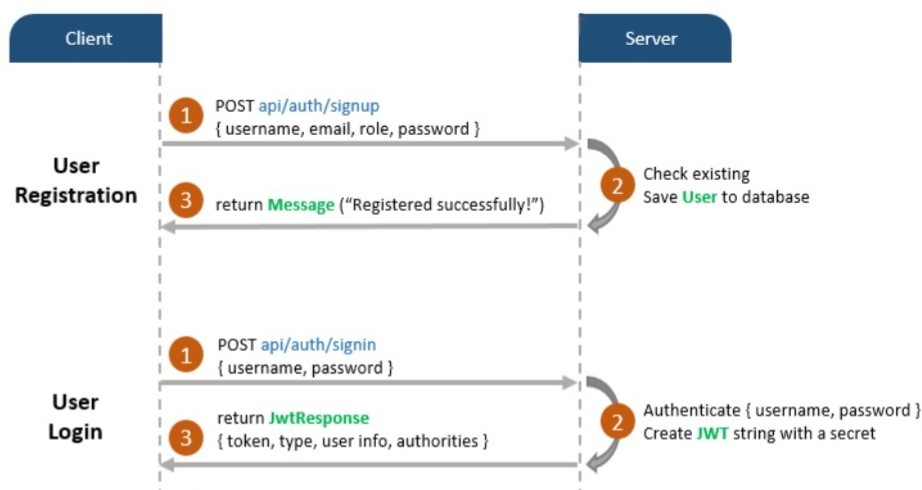 Client
Server
1
POST api/auth/signup
{ username, email, role, password }
User
Registration
2
Check existing
Save User to database
3
return Message (“Registered successfully!”)
1
POST api/auth/signin
{ username, password }
User
Login
2
Authenticate { username, password }
Create JWT string with a secret
3
return JwtResponse
{ token, type, user info, authorities }